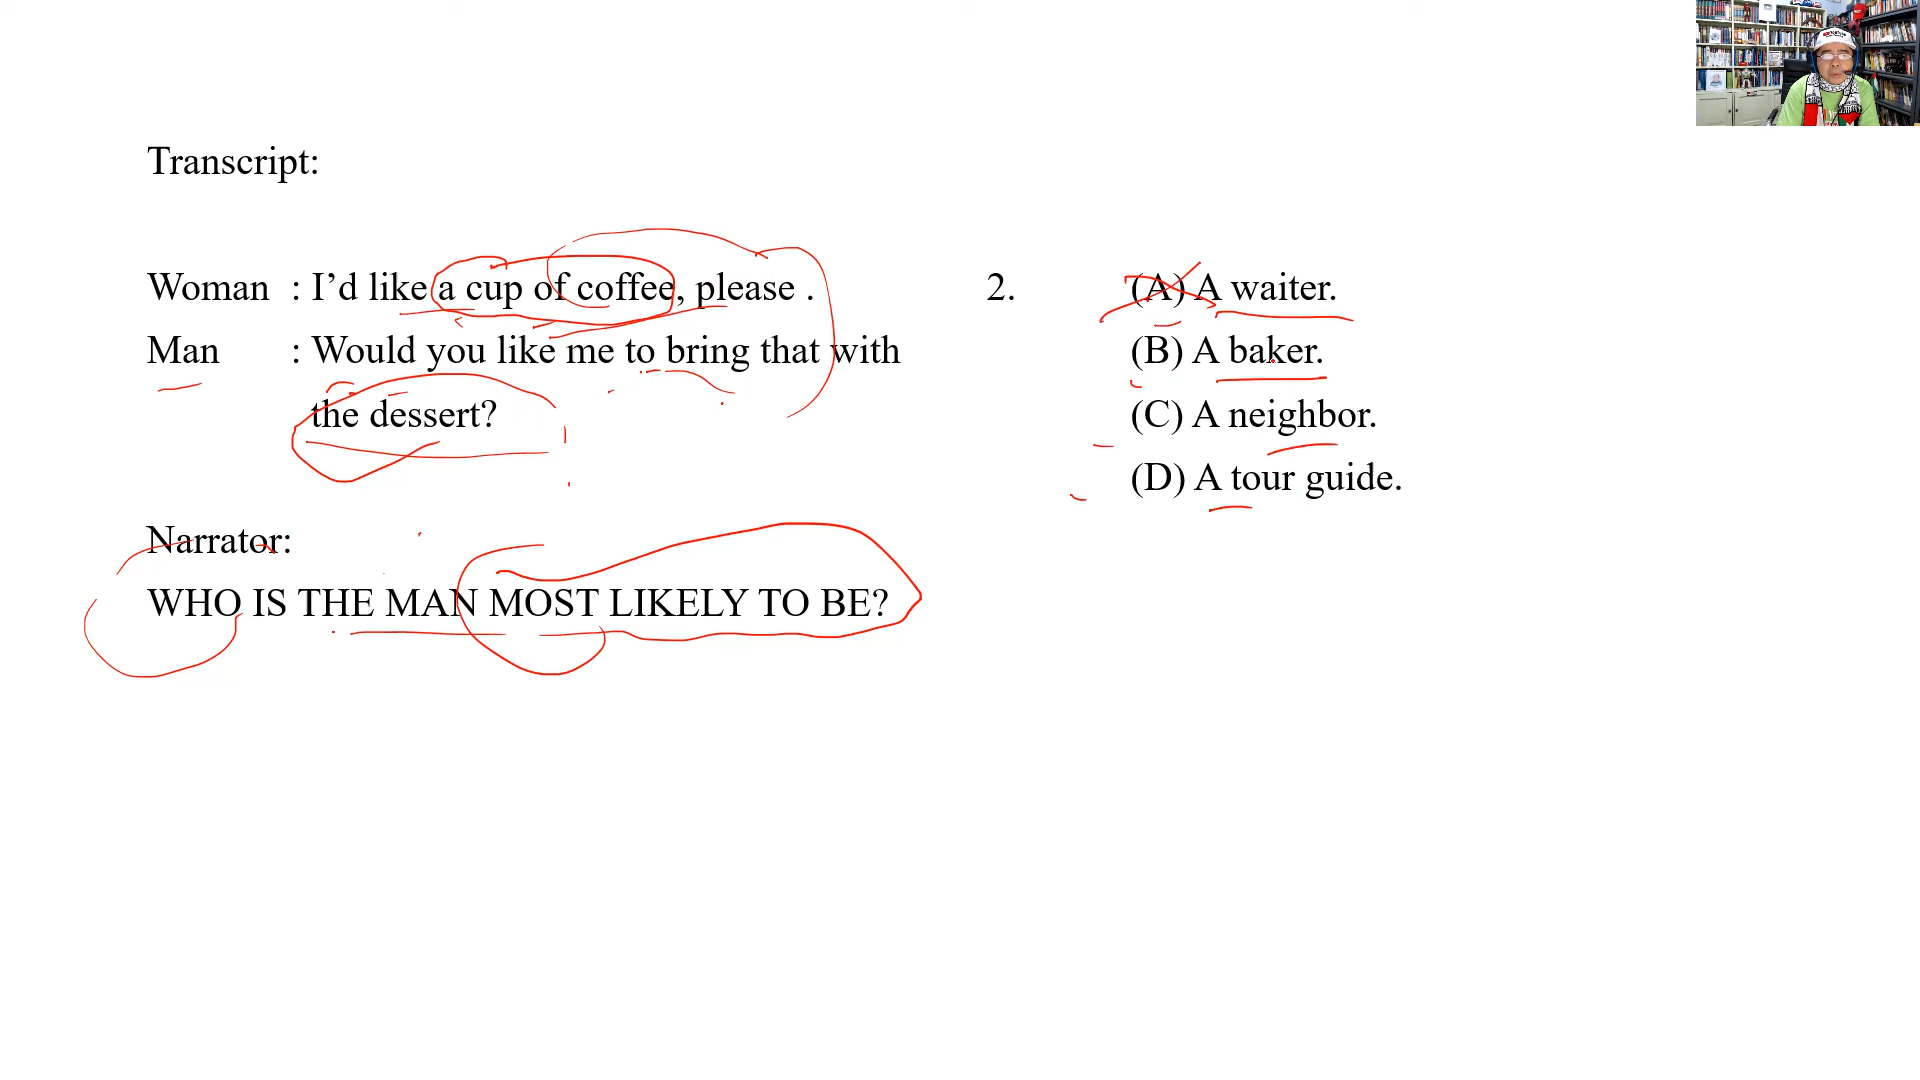 Transcript:
Woman : I’d like a cup of coffee, please .
Man : Would you like me to bring that with
the dessert?
Narrator:
WHO IS THE MAN MOST LIKELY TO BE?
2. (A) A waiter.
(B) A baker.
(C) A neighbor.
(D) A tour guide.